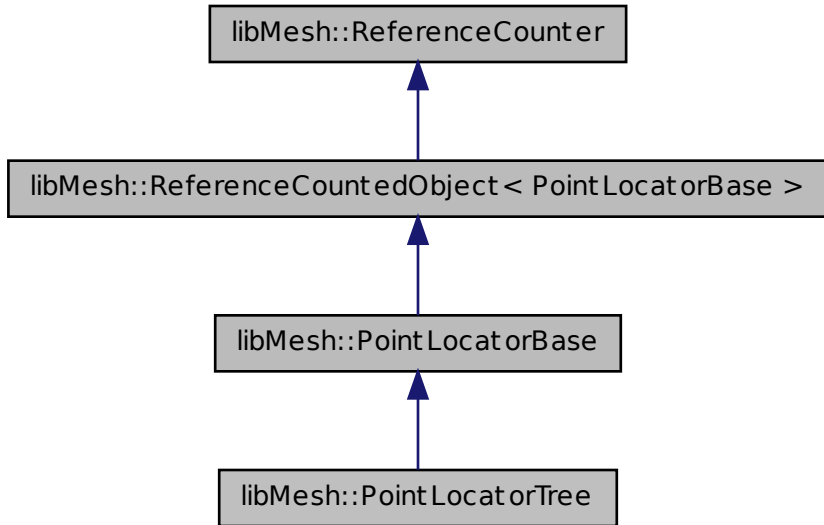 libMesh::ReferenceCounter
libMesh::ReferenceCountedObject< PointLocatorBase >
libMesh::PointLocatorBase
libMesh::PointLocatorTree